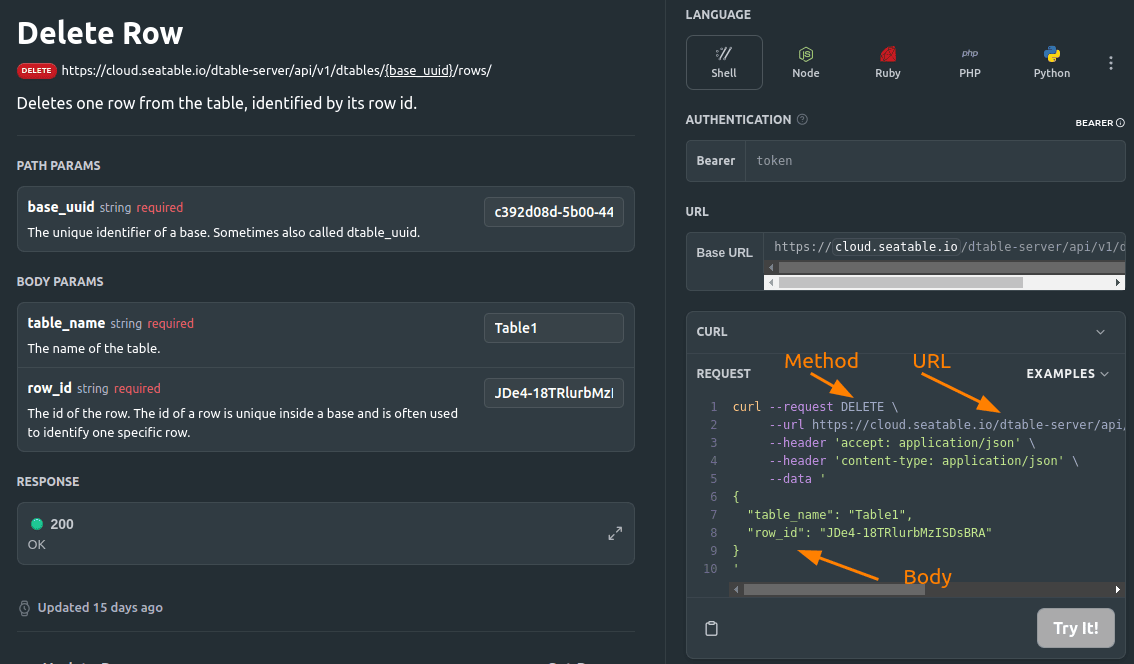 Delete Row
DELETE https://cloud.seatable.io/dtable-server/api/v1/dtables/{base_uuid}/rows/
Deletes one row from the table, identified by its row id.
PATH PARAMS
base_uuid string required
c392d08d-5b00-44
The unique identifier of a base. Sometimes also called dtable_uuid.
BODY PARAMS
table_name string required
Table1
The name of the table.
row_id string required
JDe4-18TRlurbMzI
The id of the row. The id of a row is unique inside a base and is often used
to identify one specific row.
RESPONSE
200
OK
Updated 15 days ago
LANGUAGE
Shell
Node
php
Ruby
PHP
Python
AUTHENTICATION
BEARER
Bearer token
URL
Base URL https://cloud.seatable.io/dtable-server/api/v1/d
CURL
Method URL
REQUEST
EXAMPLES
1 curl --request DELETE \
2 --url https://cloud.seatable.io/dtable-server/api/
3 --header 'accept: application/json' \
4 --header 'content-type: application/json' \
5 --data '
6 {
7 "table_name": "Table1",
8 "row_id": "JDe4-18TRlurbMzISDsBRA"
9 }
10 '
Body
Try It!